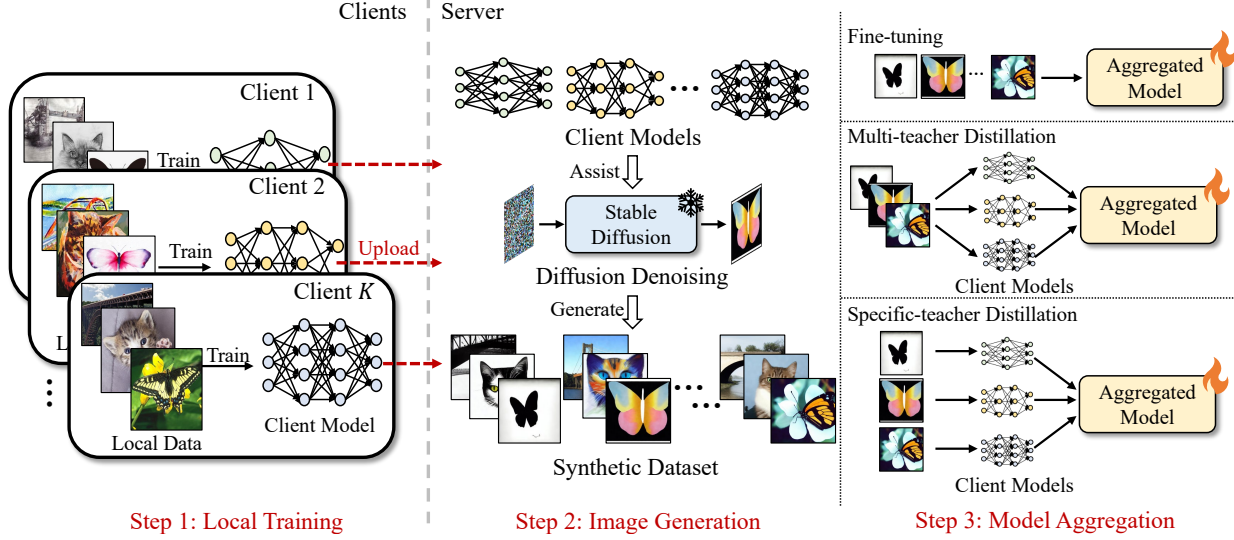 Clients
Server
Client 1
Train
Client 2
Train
Upload
Client K
Train
Local Data
Client Model
Step 1: Local Training
Client Models
Assist
Stable
Diffusion
Diffusion Denoising
Generate
Synthetic Dataset
Step 2: Image Generation
Fine-tuning
Aggregated
Model
Multi-teacher Distillation
Aggregated
Model
Client Models
Specific-teacher Distillation
Aggregated
Model
Client Models
Step 3: Model Aggregation